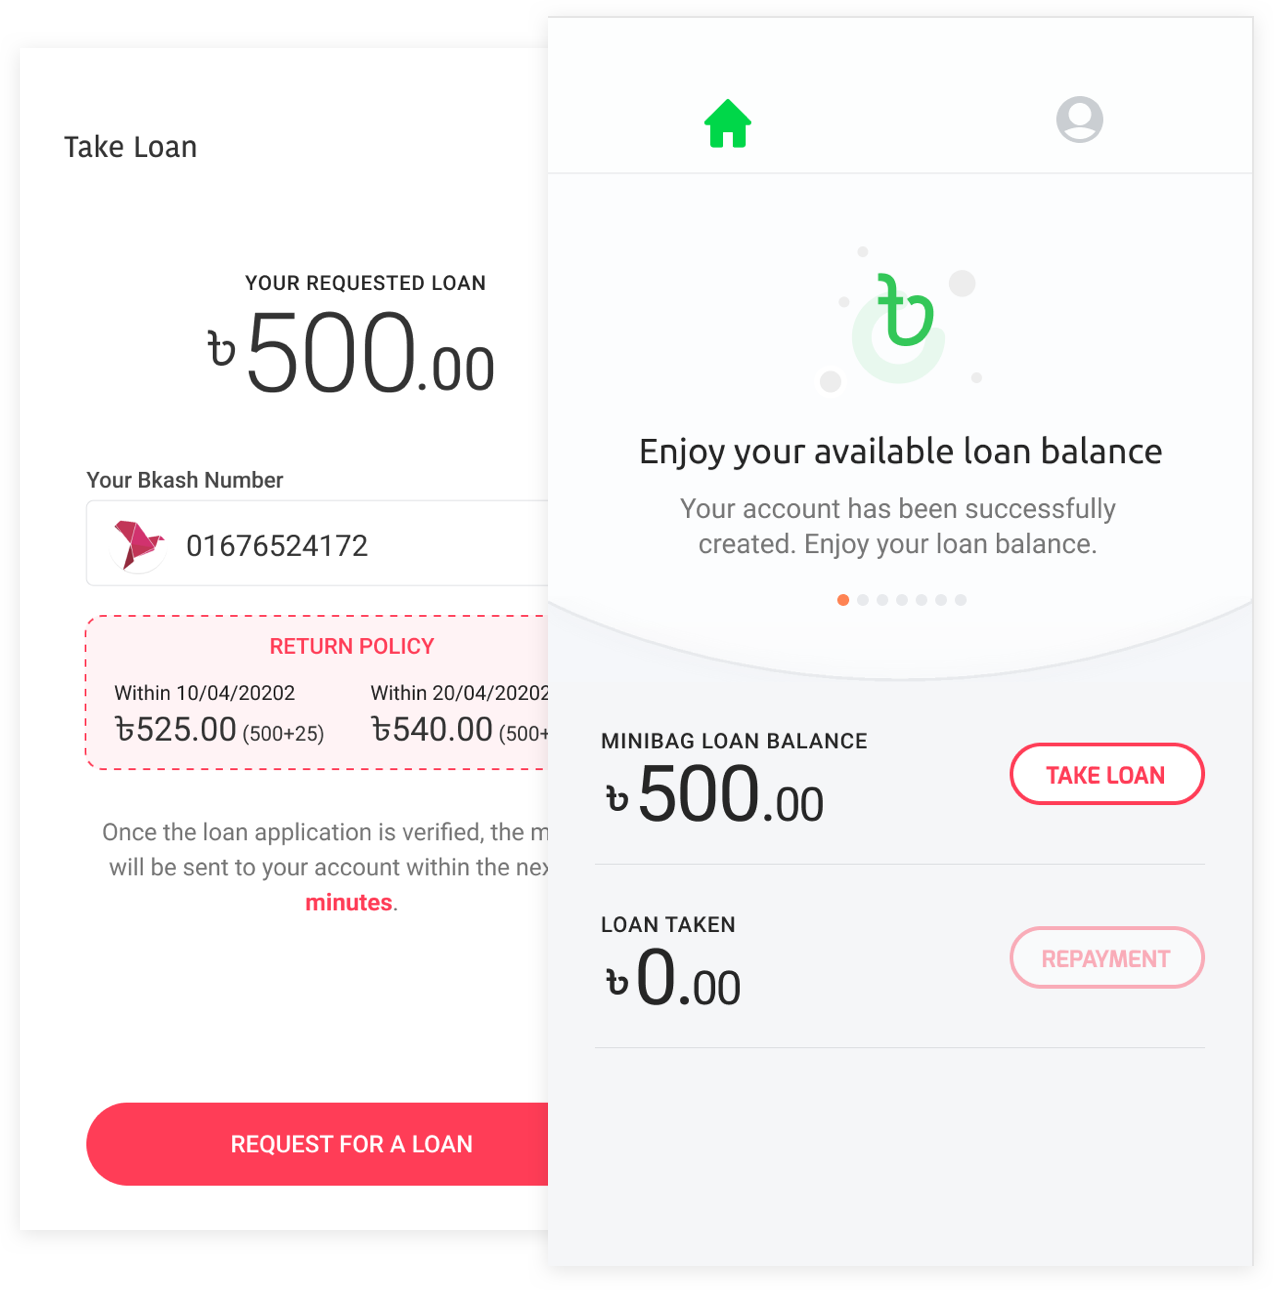 Take Loan
YOUR REQUESTED LOAN
৳500.00
Your Bkash Number
01676524172
RETURN POLICY
Within 10/04/20202
Within 20/04/20202
৳525.00 (500+25)
৳540.00 (500+
Once the loan application is verified, the
will be sent to your account within the
minutes.
REQUEST FOR A LOAN
৳
Enjoy your available loan balance
Your account has been successfully
created. Enjoy your loan balance.
MINIBAG LOAN BALANCE
৳500.00
TAKE LOAN
LOAN TAKEN
৳0.00
REPAYMENT